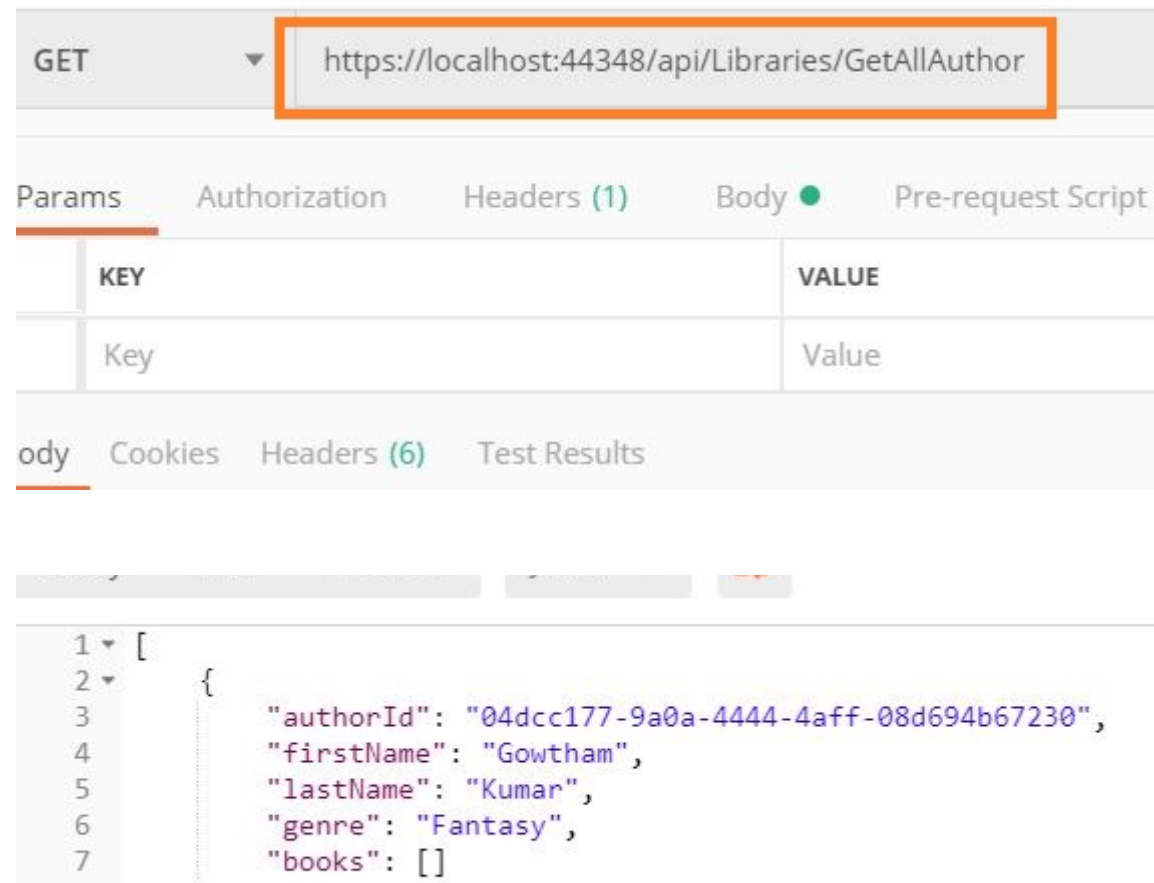 GET https://localhost:44348/api/Libraries/GetAllAuthor
Params Authorization Headers (1) Body Pre-request Script
KEY VALUE
Key Value
ody Cookies Headers (6) Test Results
1 [
2 {
3 "authorId": "04dcc177-9a0a-4444-4aff-08d694b67230",
4 "firstName": "Gowtham",
5 "lastName": "Kumar",
6 "genre": "Fantasy",
7 "books": []